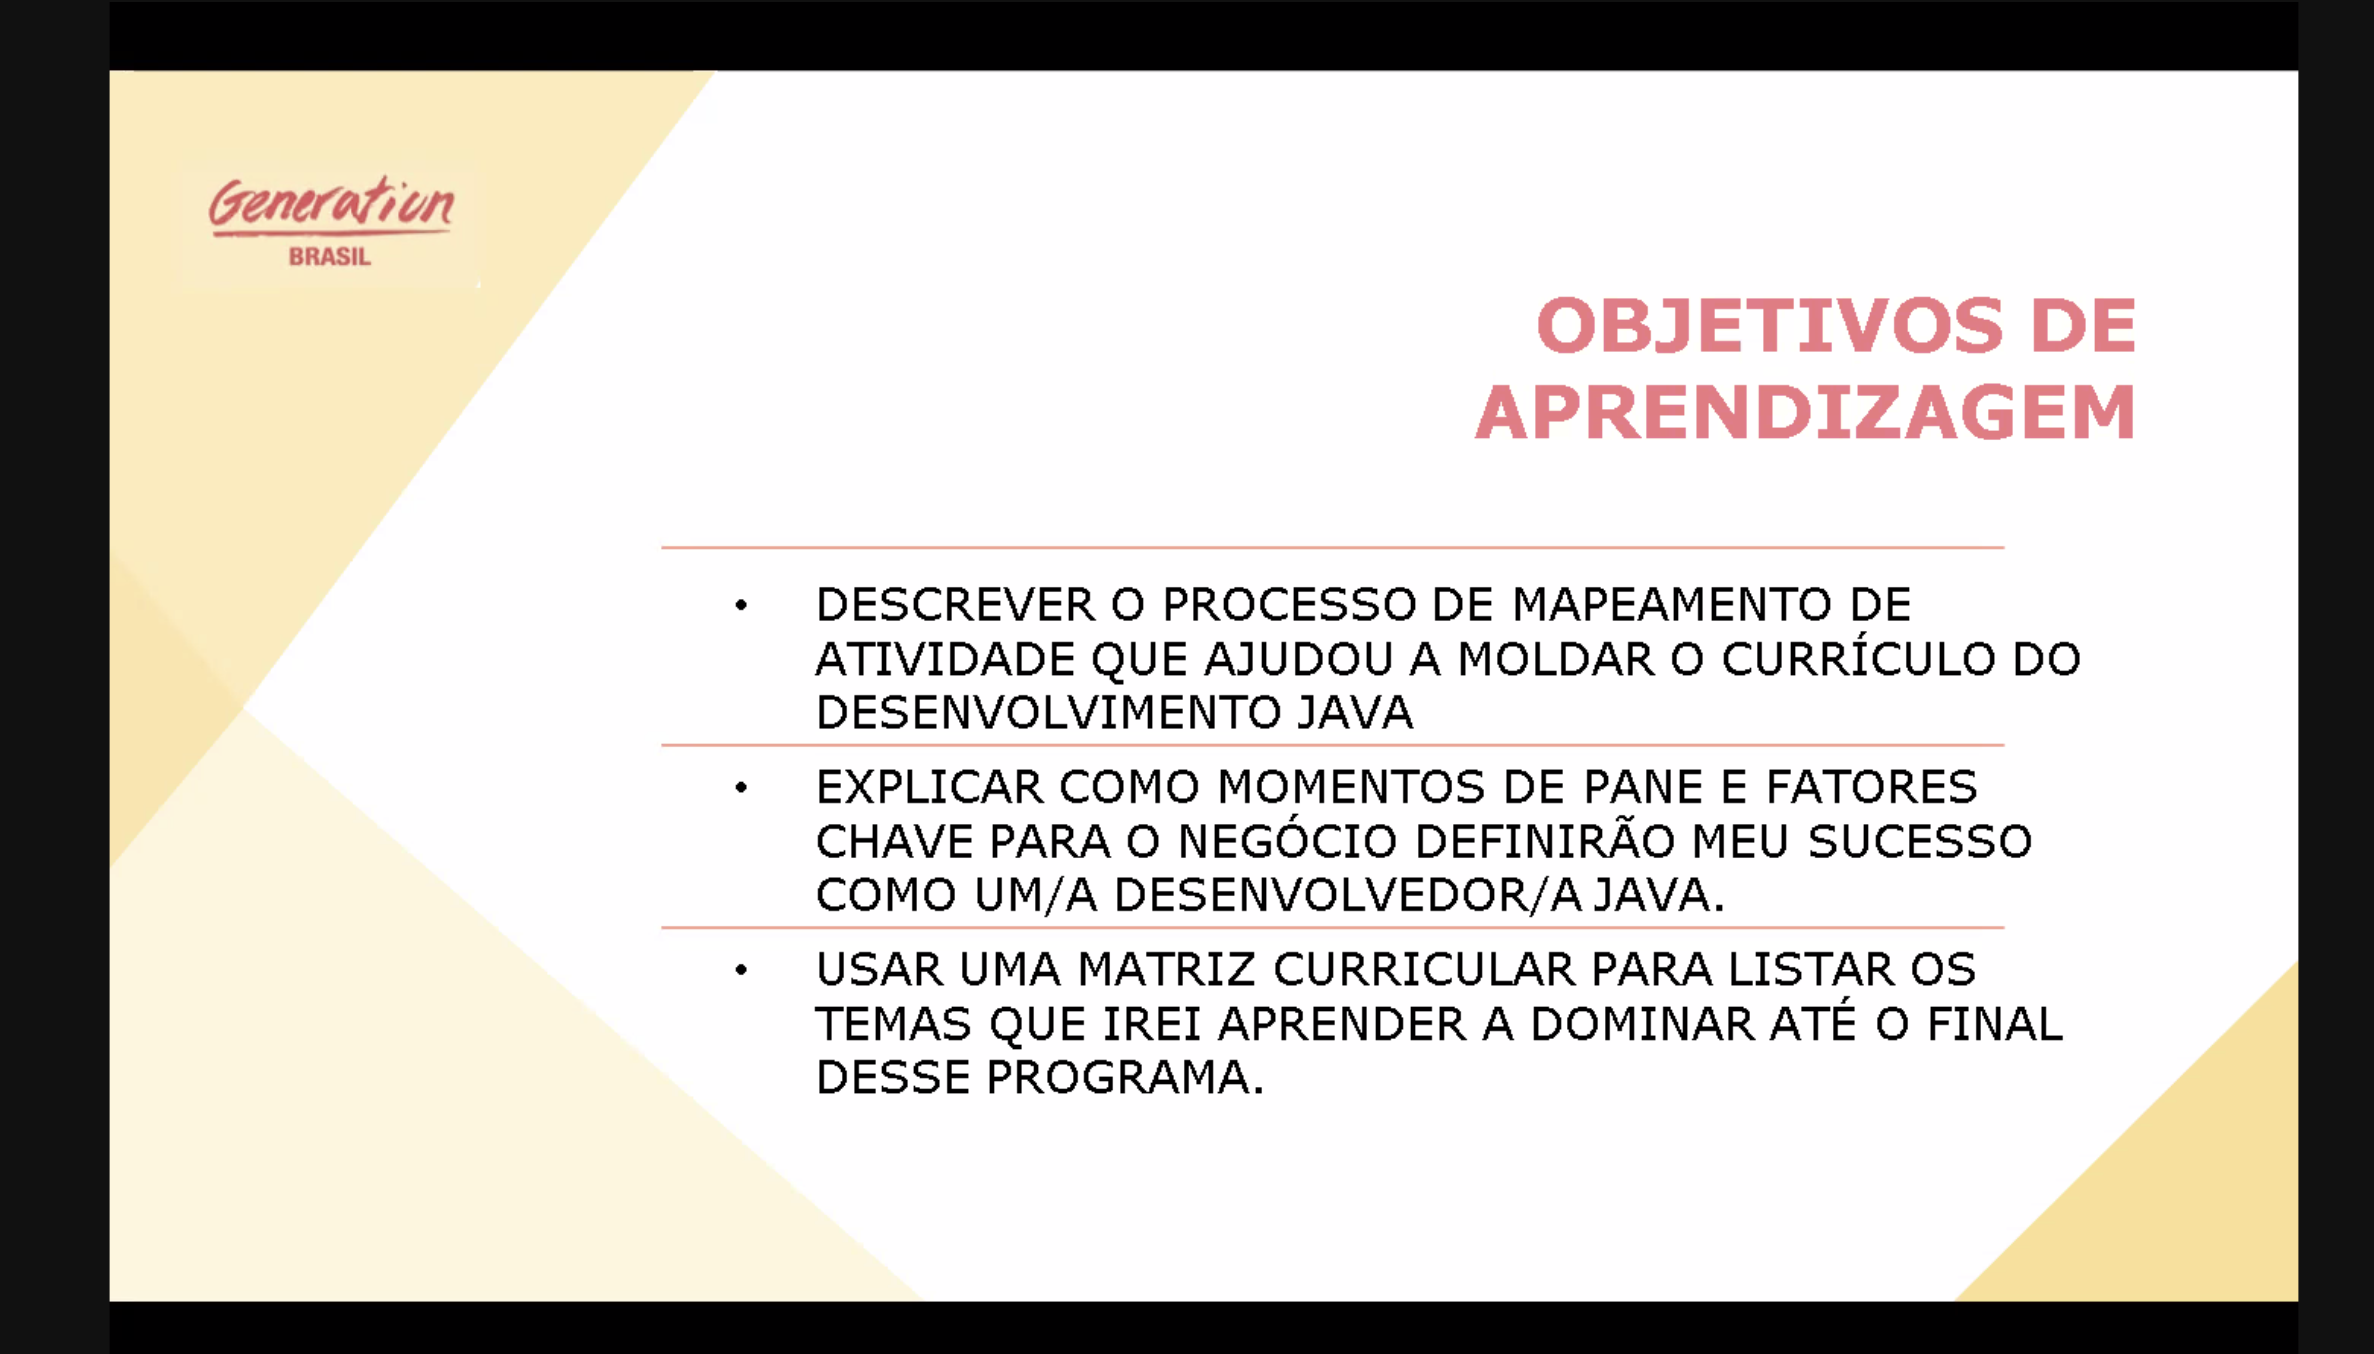 Generation
BRASIL
OBJETIVOS DE
APRENDIZAGEM
• DESCREVER O PROCESSO DE MAPEAMENTO DE
ATIVIDADE QUE AJUDOU A MOLDAR O CURRÍCULO DO
DESENVOLVIMENTO JAVA
• EXPLICAR COMO MOMENTOS DE PANE E FATORES
CHAVE PARA O NEGÓCIO DEFINIRÃO MEU SUCESSO
COMO UM/A DESENVOLVEDOR/A JAVA.
• USAR UMA MATRIZ CURRICULAR PARA LISTAR OS
TEMAS QUE IREI APRENDER A DOMINAR ATÉ O FINAL
DESSE PROGRAMA.